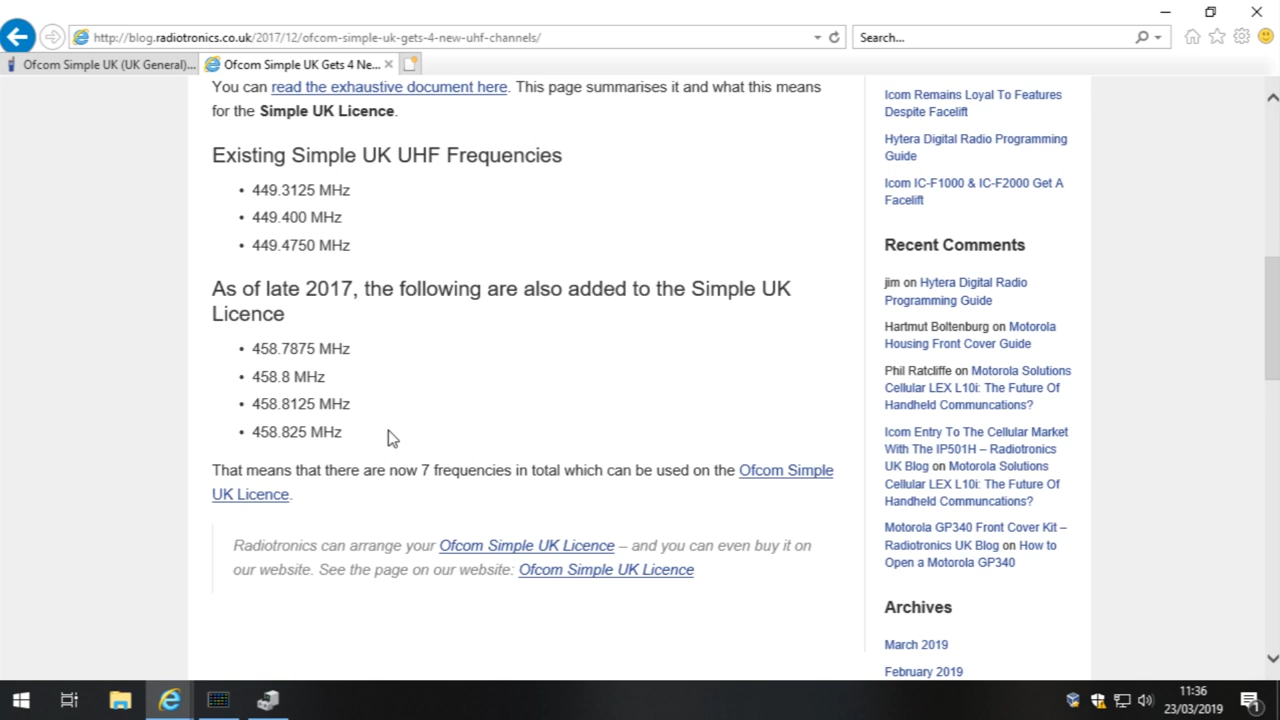 http://blog.radiotronics.co.uk/2017/12/ofcom-simple-uk-gets-4-new-uhf-channels/
Search...
Ofcom Simple UK (UK General)...
Ofcom Simple UK Gets 4 Ne...
You can read the exhaustive document here. This page summarises it and what this means
for the Simple UK Licence.
Existing Simple UK UHF Frequencies
• 449.3125 MHz
• 449.400 MHz
• 449.4750 MHz
As of late 2017, the following are also added to the Simple UK
Licence
• 458.7875 MHz
• 458.8 MHz
• 458.8125 MHz
• 458.825 MHz
That means that there are now 7 frequencies in total which can be used on the Ofcom Simple
UK Licence.
Radiotronics can arrange your Ofcom Simple UK Licence – and you can even buy it on
our website. See the page on our website: Ofcom Simple UK Licence
Icom Remains Loyal To Features
Despite Facelift
Hytera Digital Radio Programming
Guide
Icom IC-F1000 & IC-F2000 Get A
Facelift
Recent Comments
jim on Hytera Digital Radio
Programming Guide
Hartmut Boltenburg on Motorola
Housing Front Cover Guide
Phil Ratcliffe on Motorola Solutions
Cellular LEX L10i: The Future Of
Handheld Communcations?
Icom Entry To The Cellular Market
With The IP501H – Radiotronics
UK Blog on Motorola Solutions
Cellular LEX L10i: The Future Of
Handheld Communcations?
Motorola GP340 Front Cover Kit –
Radiotronics UK Blog on How to
Open a Motorola GP340
Archives
March 2019
February 2019
11:36
23/03/2019
1